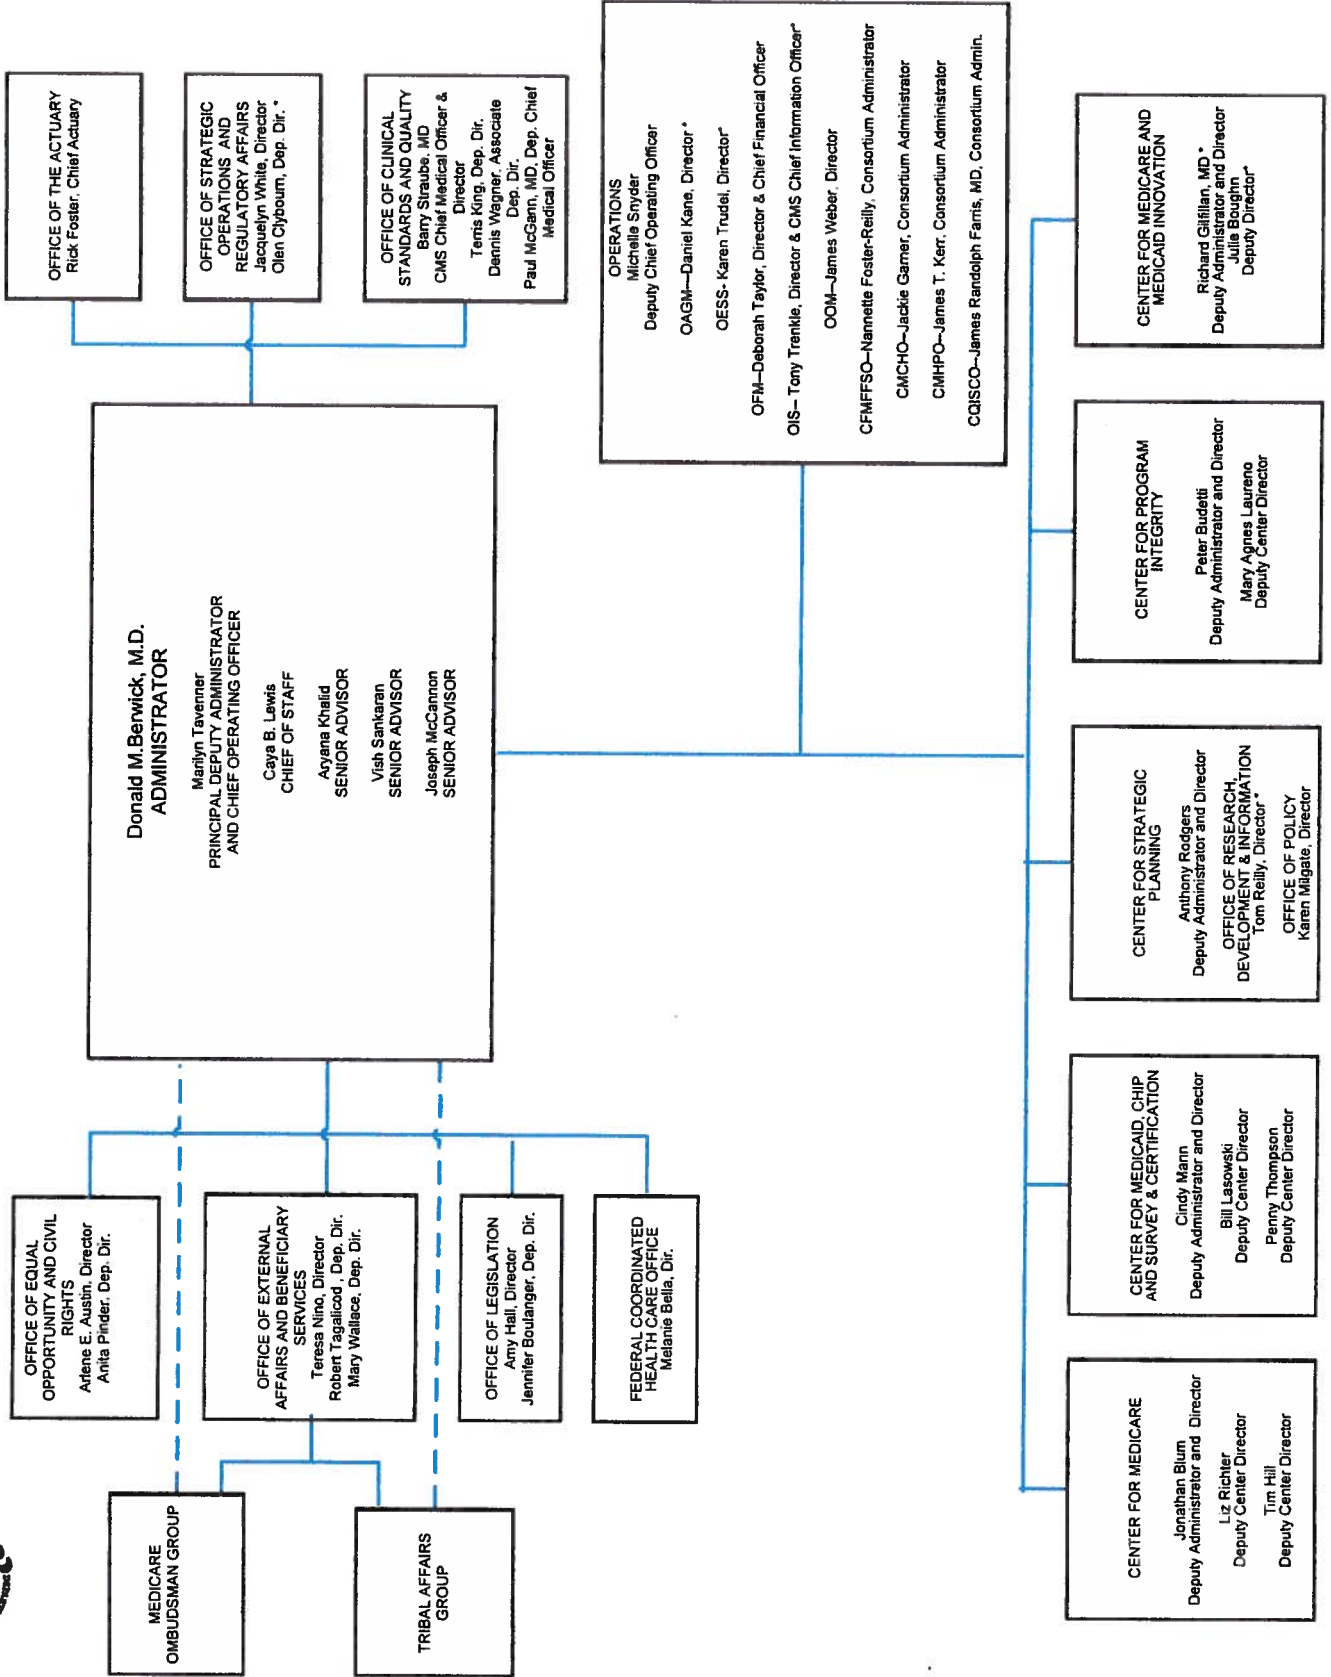 Donald M.Berwick, M.D.
ADMINISTRATOR
Marilyn Tavenner
PRINCIPAL DEPUTY ADMINISTRATOR
AND CHIEF OPERATING OFFICER
Caya B. Lewis
CHIEF OF STAFF
Aryana Khalid
SENIOR ADVISOR
Vish Sankaran
SENIOR ADVISOR
Joseph McCannon
SENIOR ADVISOR
OFFICE OF THE ACTUARY
Rick Foster, Chief Actuary
OFFICE OF STRATEGIC
OPERATIONS AND
REGULATORY AFFAIRS
Jacquelyn White, Director
Olen Clybourn, Dep. Dir.*
OFFICE OF CLINICAL
STANDARDS AND QUALITY
Barry Straube, MD
CMS Chief Medical Officer &
Director
Terris King, Dep. Dir.
Dennis Wagner, Associate
Dep. Dir.
Paul McGann, MD, Dep. Chief
Medical Officer
OFFICE OF EQUAL
OPPORTUNITY AND CIVIL
RIGHTS
Arlene E. Austin, Director
Anita Pinder, Dep. Dir.
OFFICE OF EXTERNAL
AFFAIRS AND BENEFICIARY
SERVICES
Teresa Nino, Director
Robert Tagalicod , Dep. Dir.
Mary Wallace, Dep. Dir.
OFFICE OF LEGISLATION
Amy Hall, Director
Jennifer Boulanger, Dep. Dir.
FEDERAL COORDINATED
HEALTH CARE OFFICE
Melanie Bella, Dir.
MEDICARE
OMBUDSMAN GROUP
TRIBAL AFFAIRS
GROUP
OPERATIONS
Michelle Snyder
Deputy Chief Operating Officer
OAGM—Daniel Kane, Director *
OESS- Karen Trudel, Director*
OFM—Deborah Taylor, Director & Chief Financial Officer
OIS— Tony Trenkle, Director & CMS Chief Information Officer*
OOM—James Weber, Director
CFMFFSO—Nannette Foster-Reilly, Consortium Administrator
CMCHO—Jackie Garner, Consortium Administrator
CMHPO—James T. Kerr, Consortium Administrator
CQISCO—James Randolph Farris, MD, Consortium Admin.
CENTER FOR MEDICARE
Jonathan Blum
Deputy Administrator and Director
Liz Richter
Deputy Center Director
Tim Hill
Deputy Center Director
CENTER FOR MEDICAID, CHIP
AND SURVEY & CERTIFICATION
Cindy Mann
Deputy Administrator and Director
Bill Lasowski
Deputy Center Director
Penny Thompson
Deputy Center Director
CENTER FOR STRATEGIC
PLANNING
Anthony Rodgers
Deputy Administrator and Director
OFFICE OF RESEARCH,
DEVELOPMENT & INFORMATION
Tom Reilly, Director *
OFFICE OF POLICY
Karen Milgate, Director
CENTER FOR PROGRAM
INTEGRITY
Peter Budetti
Deputy Administrator and Director
Mary Agnes Laureno
Deputy Center Director
CENTER FOR MEDICARE AND
MEDICAID INNOVATION
Richard Gilfillan, MD *
Deputy Administrator and Director
Julie Boughn
Deputy Director*